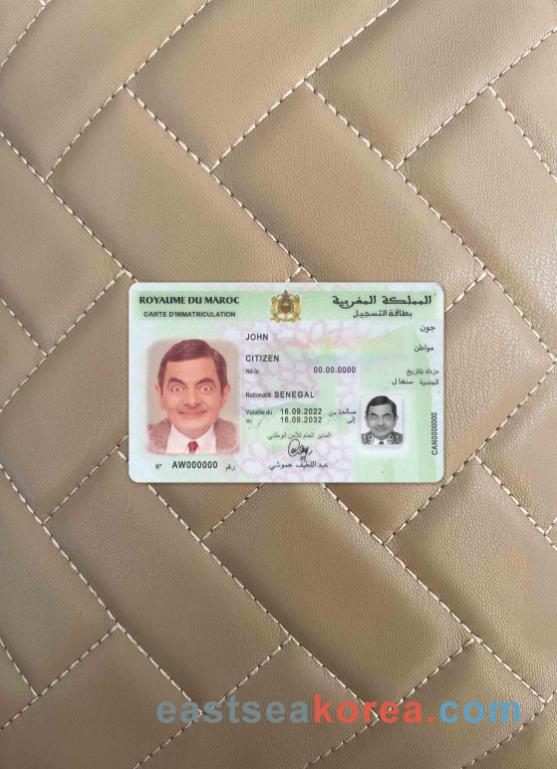 ROYAUME DU MAROC المملكة المغربية
CARTE D'IMMATRICULATION بطاقة التسجيل
JOHN جون
CITIZEN مواطن
Né le 00.00.0000 مزداد بتاريخ
Nationalité SENEGAL الجنسية سنغال
Valable du 16.09.2022 صالحة من
au 16.09.2032 إلى
المدير العام للأمن الوطني
عبد اللطيف حموشي
N° AW000000 رقم
CAN0000000
eastseakorea.com